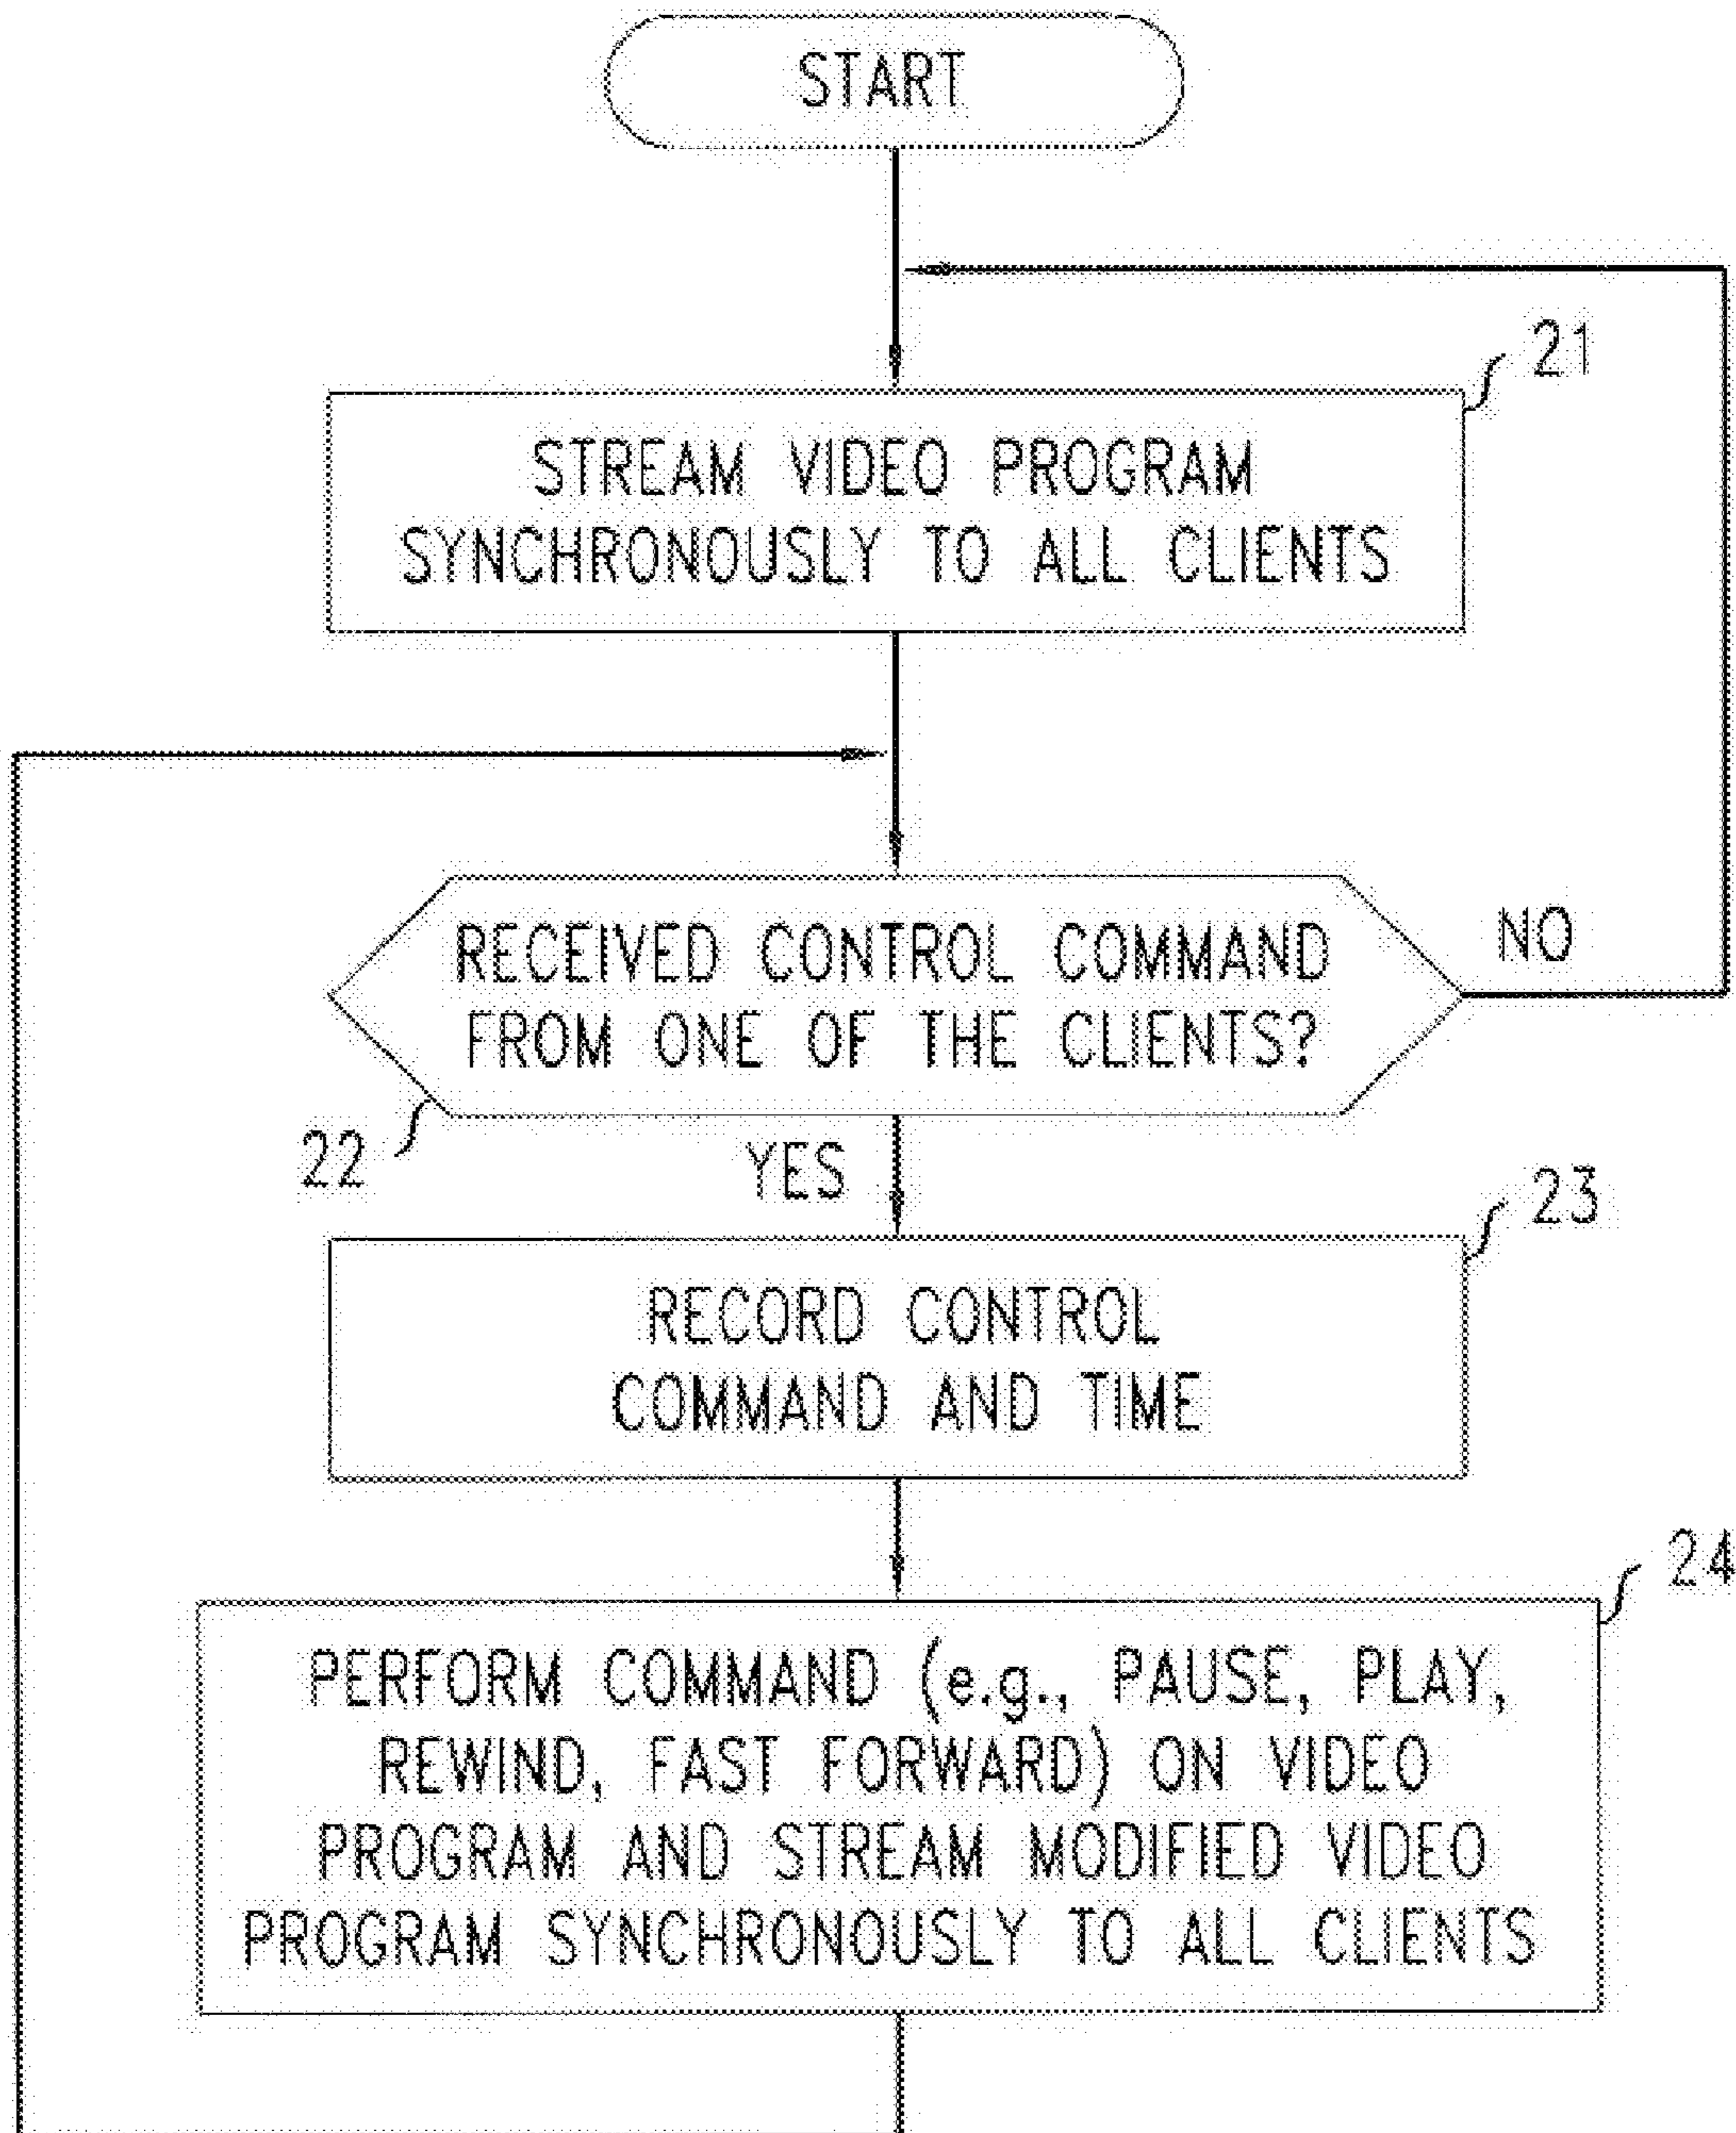 START
21
STREAM VIDEO PROGRAM
SYNCHRONOUSLY TO ALL CLIENTS
RECEIVED CONTROL COMMAND
FROM ONE OF THE CLIENTS?
NO
22
YES
23
RECORD CONTROL
COMMAND AND TIME
24
PERFORM COMMAND (e.g., PAUSE, PLAY,
REWIND, FAST FORWARD) ON VIDEO
PROGRAM AND STREAM MODIFIED VIDEO
PROGRAM SYNCHRONOUSLY TO ALL CLIENTS